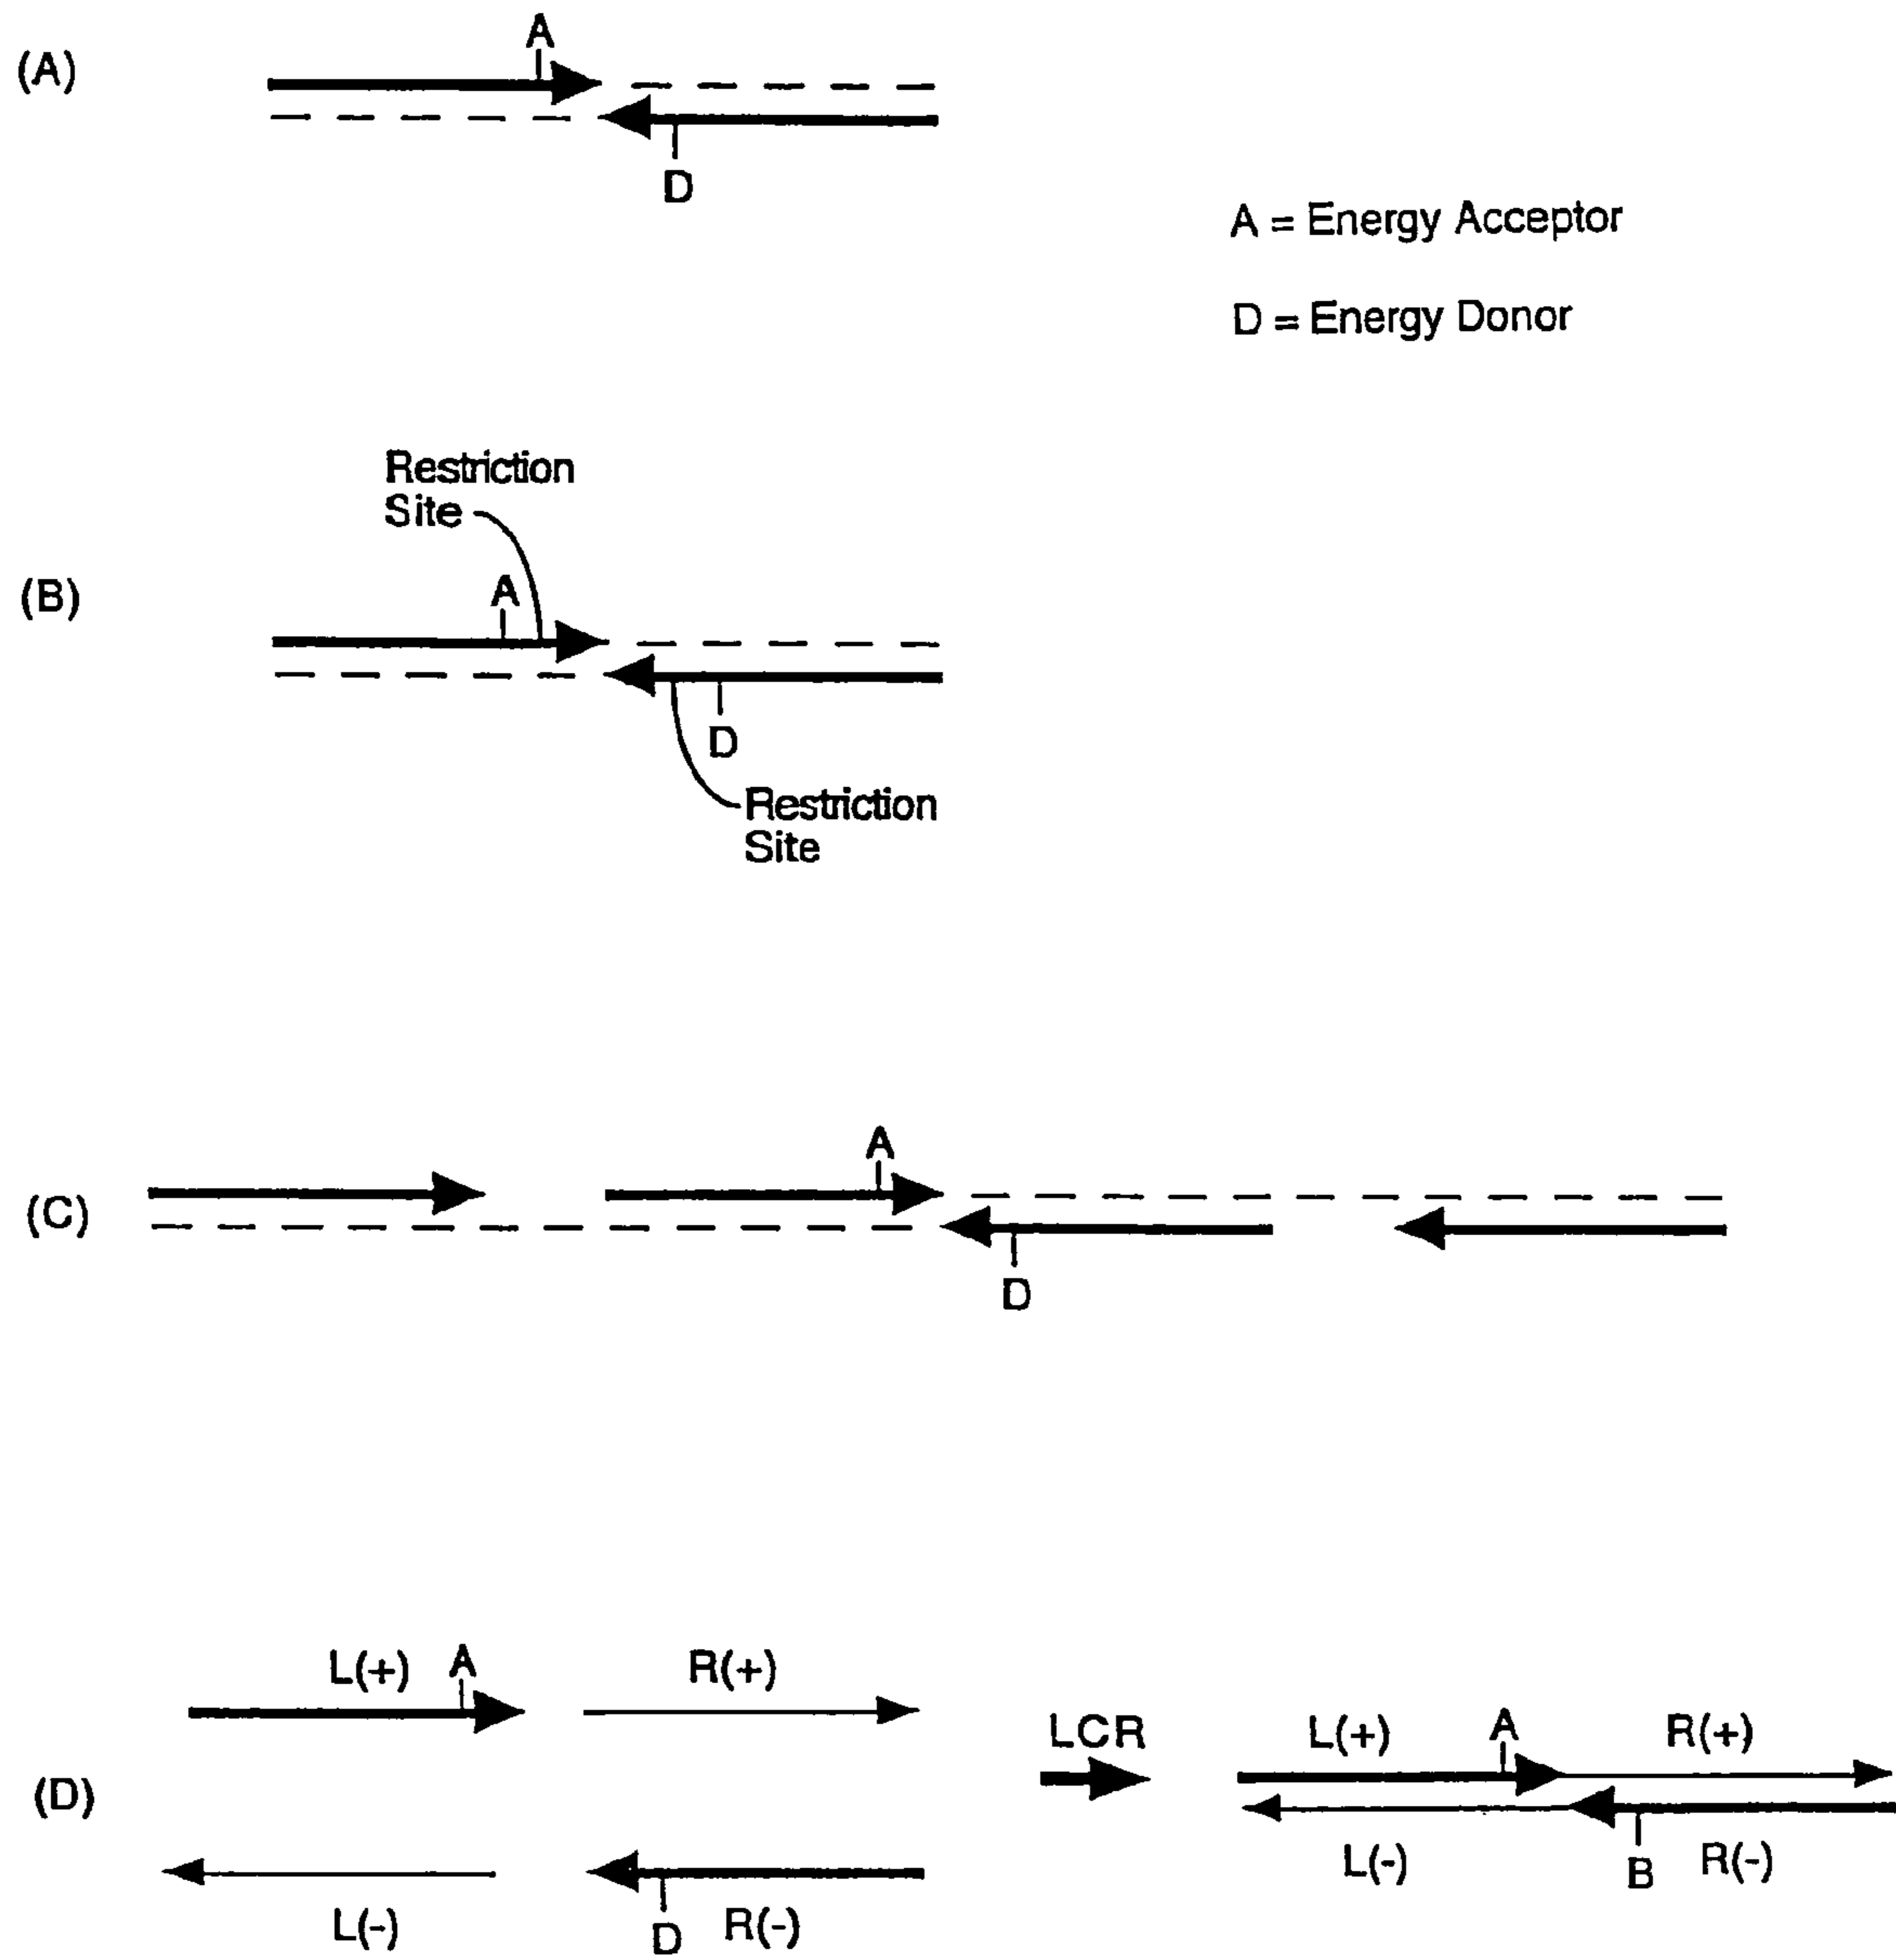 (A)
A
D
A = Energy Acceptor
D = Energy Donor
Restriction
Site
(B)
A
D
Restriction
Site
(C)
A
D
L(+) A R(+)
LCR
L(+) A R(+)
(D)
L(-) B R(-)
L(-) D R(-)